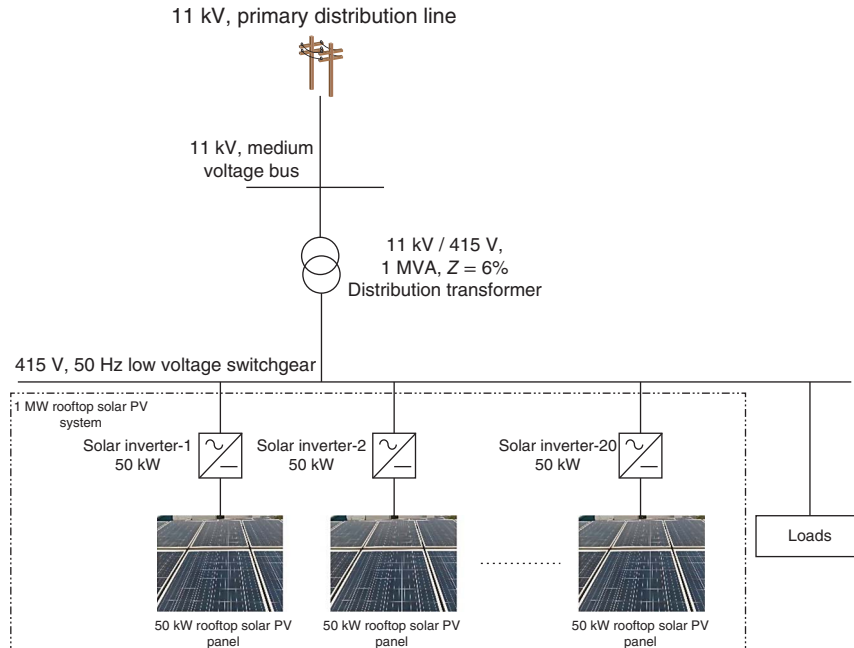 11 kV, primary distribution line
11 kV, medium
voltage bus
11 kV / 415 V,
1 MVA, Z = 6%
Distribution transformer
415 V, 50 Hz low voltage switchgear
1 MW rooftop solar PV
system
Solar inverter-1
50 kW
Solar inverter-2
50 kW
Solar inverter-20
50 kW
Loads
50 kW rooftop solar PV
panel
50 kW rooftop solar PV
panel
50 kW rooftop solar PV
panel